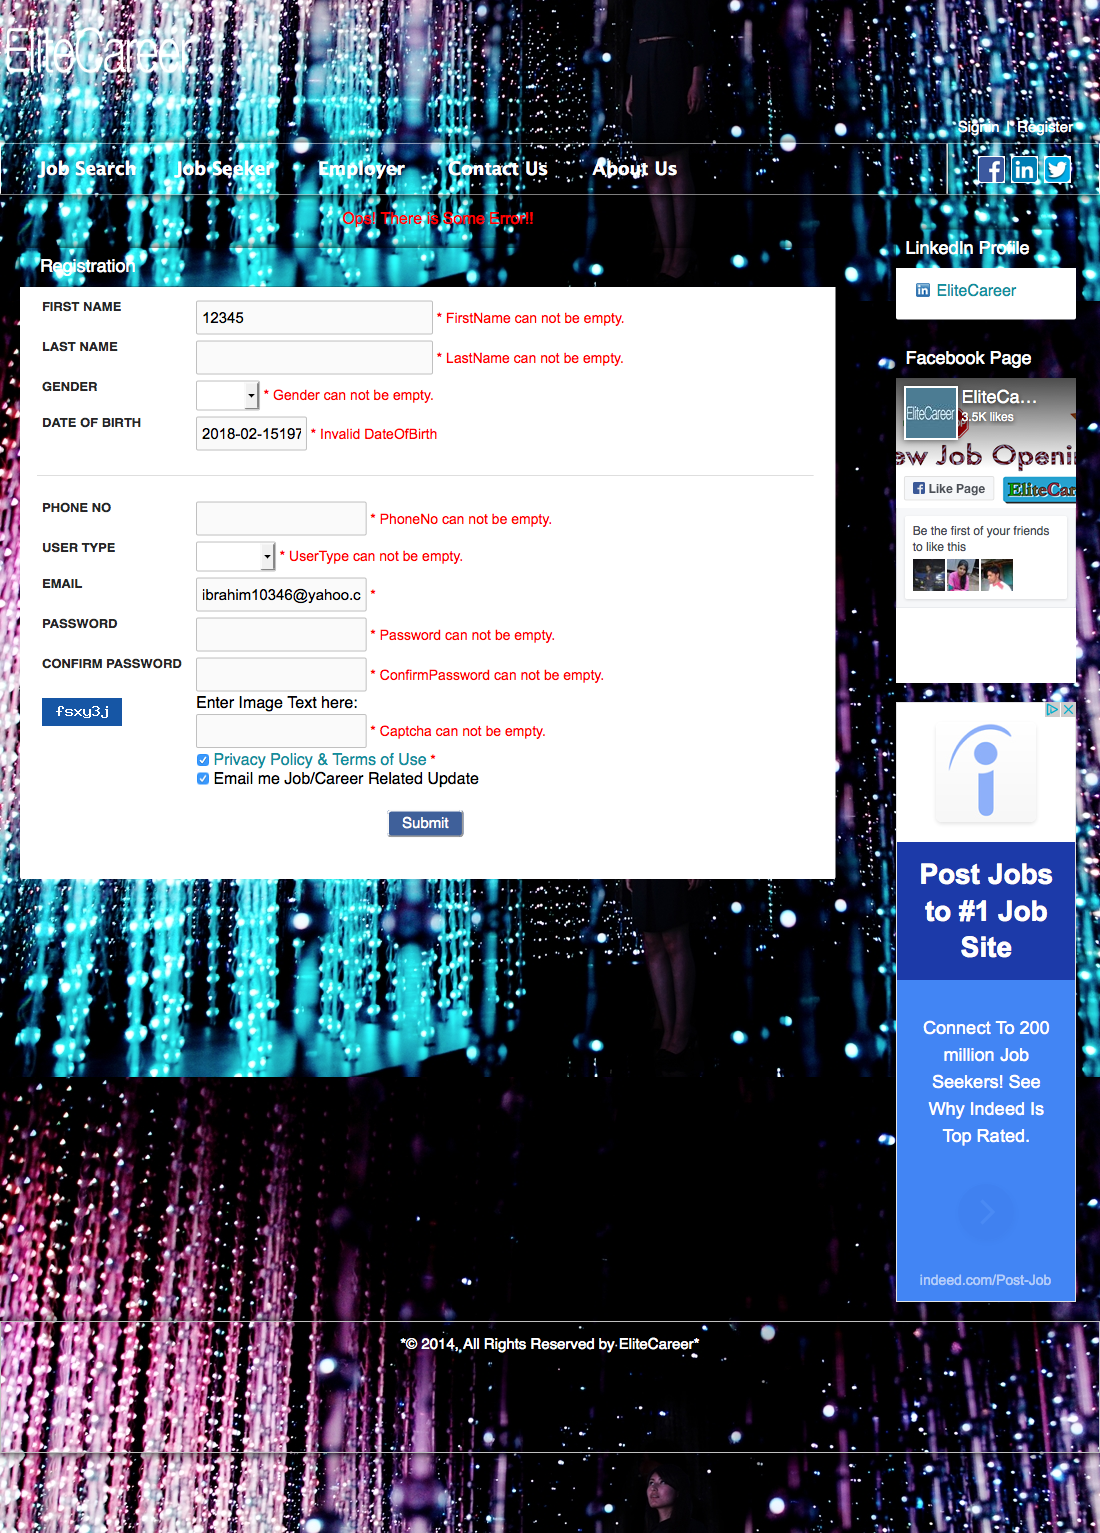 EliteCareer
Signin | Register
Job Search Job Seeker Employer Contact Us About Us
Ops! There is Some Error!!
Registration
FIRST NAME 12345 * FirstName can not be empty.
LAST NAME * LastName can not be empty.
GENDER * Gender can not be empty.
DATE OF BIRTH 2018-02-15197 * Invalid DateOfBirth
PHONE NO * PhoneNo can not be empty.
USER TYPE * UserType can not be empty.
EMAIL ibrahim10346@yahoo.c *
PASSWORD * Password can not be empty.
CONFIRM PASSWORD * ConfirmPassword can not be empty.
Enter Image Text here:
fsxy3j * Captcha can not be empty.
Privacy Policy & Terms of Use *
Email me Job/Career Related Update
Submit
LinkedIn Profile
EliteCareer
Facebook Page
EliteCareer
EliteCa...
3.5K likes
ew Job Openi
Like Page
EliteCar
Be the first of your friends
to like this
Post Jobs
to #1 Job
Site
Connect To 200
million Job
Seekers! See
Why Indeed Is
Top Rated.
indeed.com/Post-Job
*© 2014, All Rights Reserved by EliteCareer*